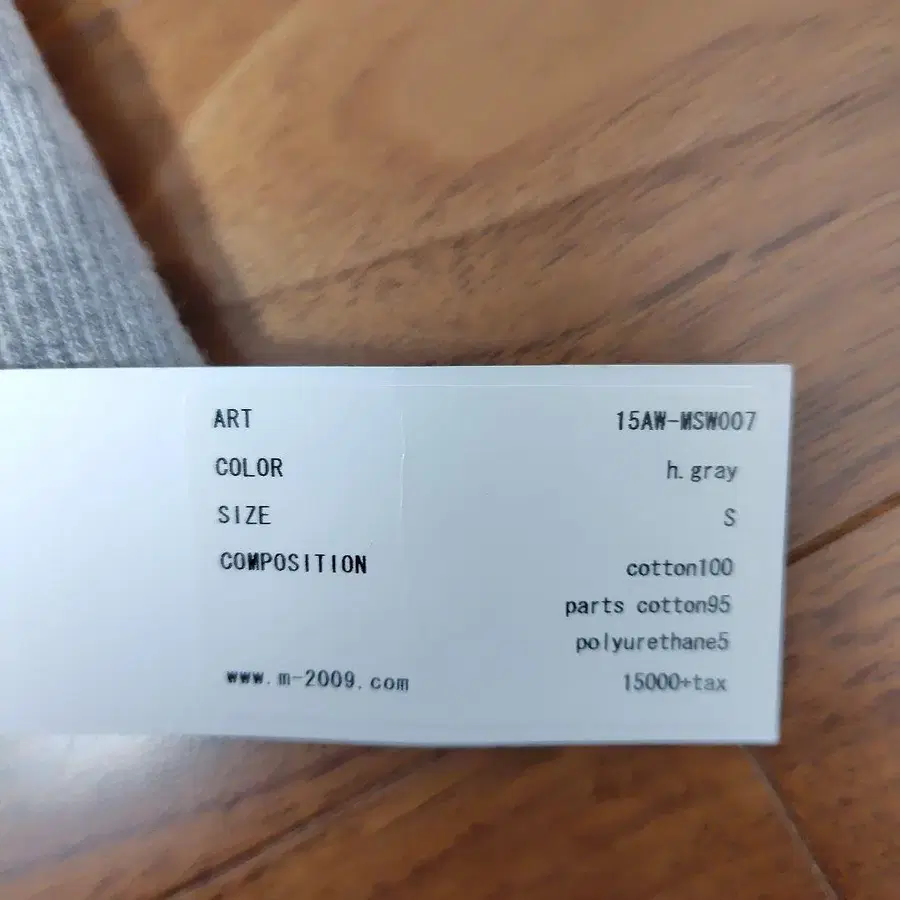 ART 15AW-MSW007
COLOR h.gray
SIZE S
COMPOSITION cotton100
parts cotton95
polyurethane5
www.m-2009.com 15000+tax